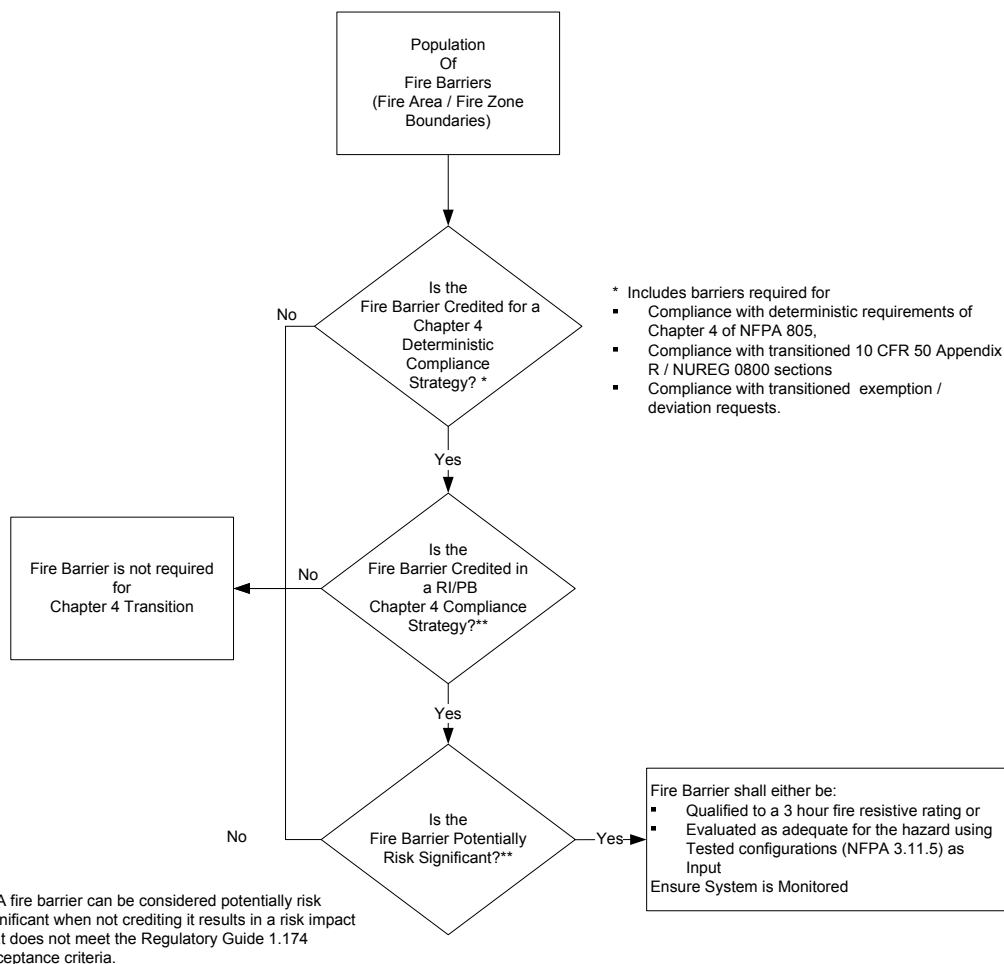 Population
Of
Fire Barriers
(Fire Area / Fire Zone
Boundaries)
Is the
Fire Barrier Credited for a
Chapter 4
Deterministic
Compliance
Strategy? *
No
* Includes barriers required for
▪ Compliance with deterministic requirements of
Chapter 4 of NFPA 805,
▪ Compliance with transitioned 10 CFR 50 Appendix
R / NUREG 0800 sections
▪ Compliance with transitioned exemption /
deviation requests.
Yes
Fire Barrier is not required
for
Chapter 4 Transition
No
Is the
Fire Barrier Credited in
a RI/PB
Chapter 4 Compliance
Strategy?**
Yes
No
Is the
Fire Barrier Potentially
Risk Significant?**
Yes
Fire Barrier shall either be:
▪ Qualified to a 3 hour fire resistive rating or
▪ Evaluated as adequate for the hazard using
Tested configurations (NFPA 3.11.5) as
Input
Ensure System is Monitored
A fire barrier can be considered potentially risk
nificant when not crediting it results in a risk impact
t does not meet the Regulatory Guide 1.174
ceptance criteria.